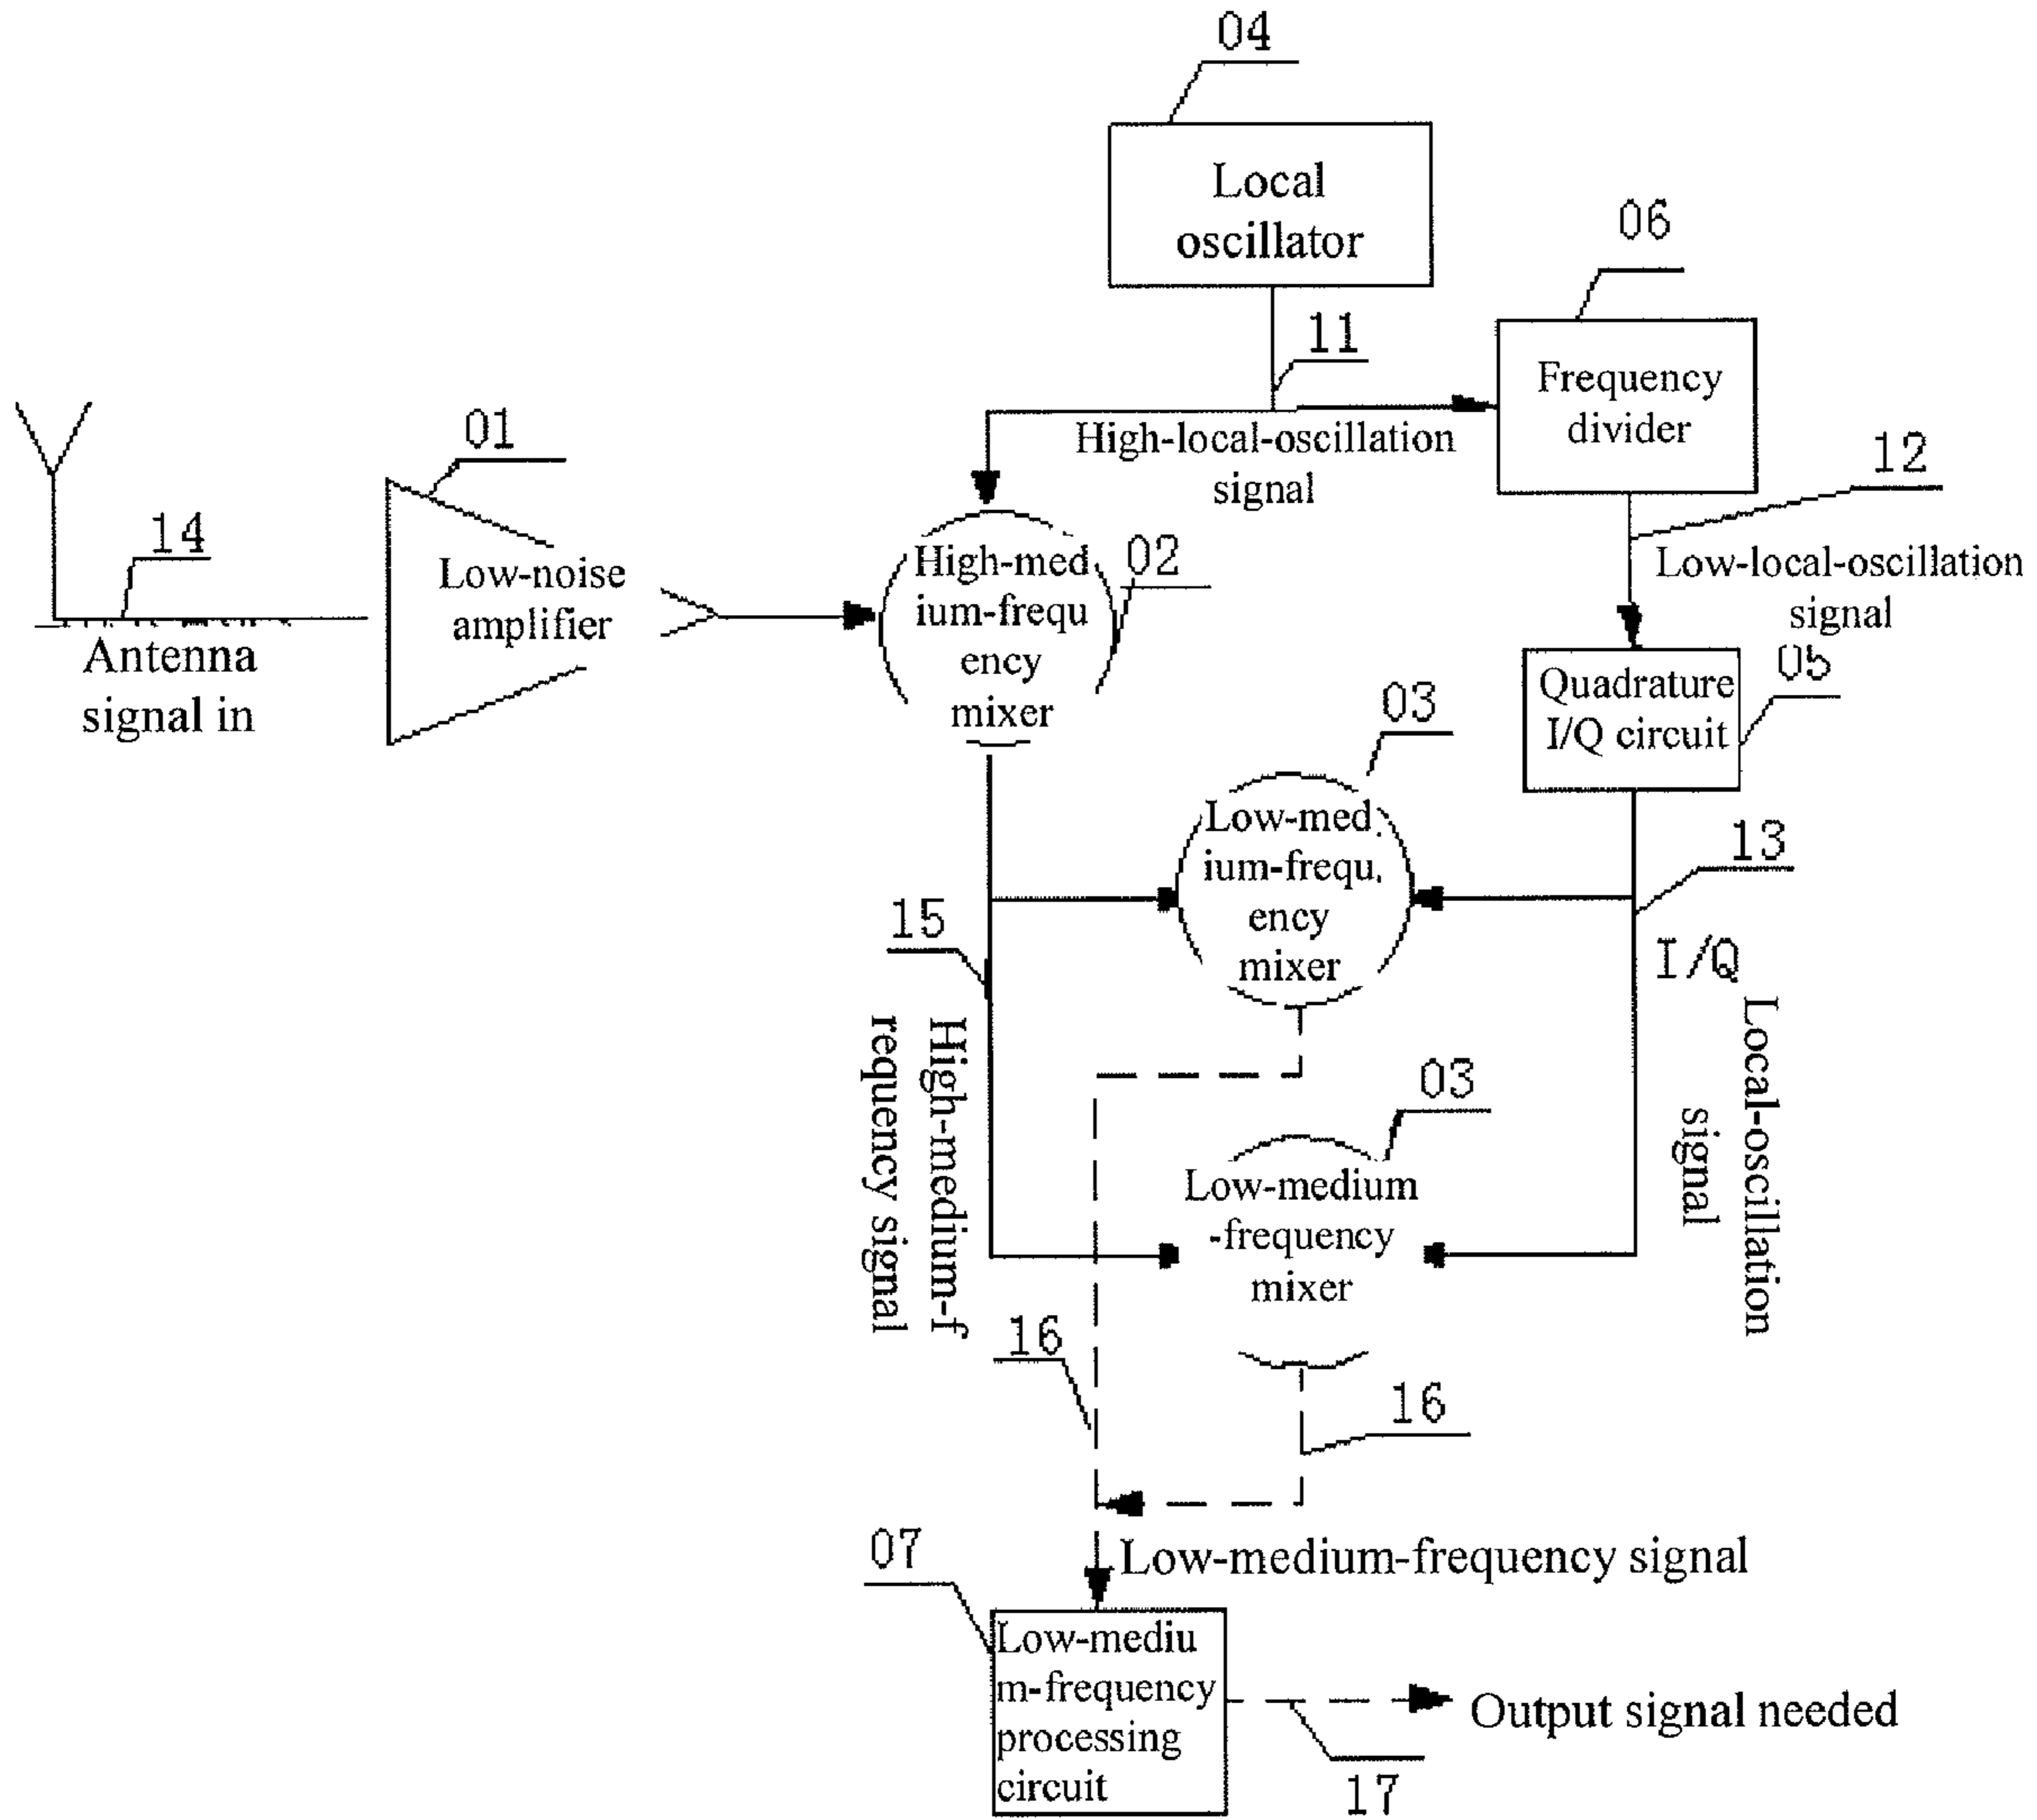 04
Local
oscillator
06
11
Frequency
divider
High-local-oscillation
signal
01
12
14
Low-noise
amplifier
Antenna
signal in
High-med
ium-frequ
ency
mixer
02
Low-local-oscillation
signal
05
Quadrature
I/Q circuit
03
Low-med
ium-frequ
ency
mixer
13
15
I/Q
Local-oscillation
signal
High-medium-f
requency signal
03
Low-medium
-frequency
mixer
16
16
Low-medium-frequency signal
07
Low-mediu
m-frequency
processing
circuit
Output signal needed
17